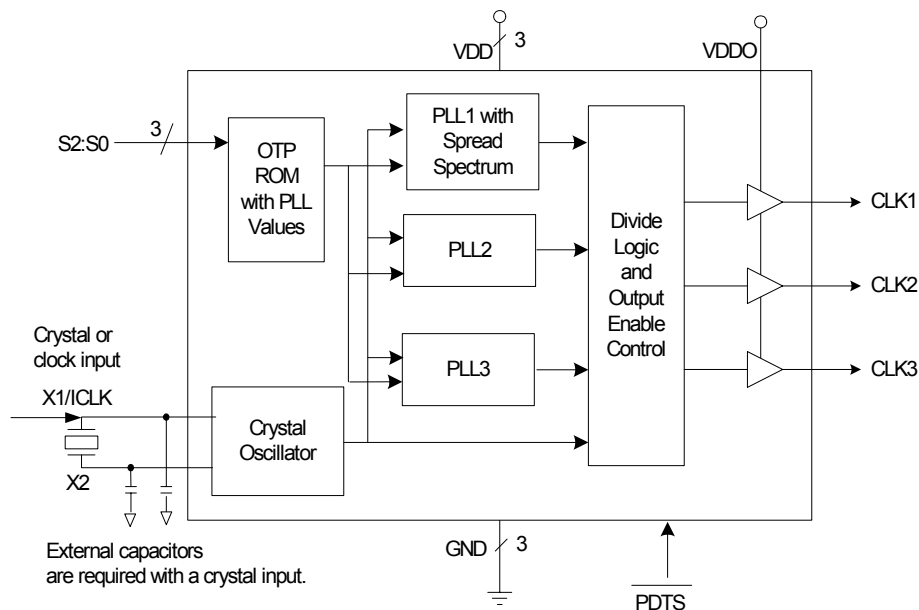 VDD
3
VDDO
S2:S0
3
OTP
ROM
with PLL
Values
PLL1 with
Spread
Spectrum
PLL2
PLL3
Divide
Logic
and
Output
Enable
Control
CLK1
CLK2
CLK3
Crystal or
clock input
X1/ICLK
X2
Crystal
Oscillator
External capacitors
are required with a crystal input.
GND
3
PDTS